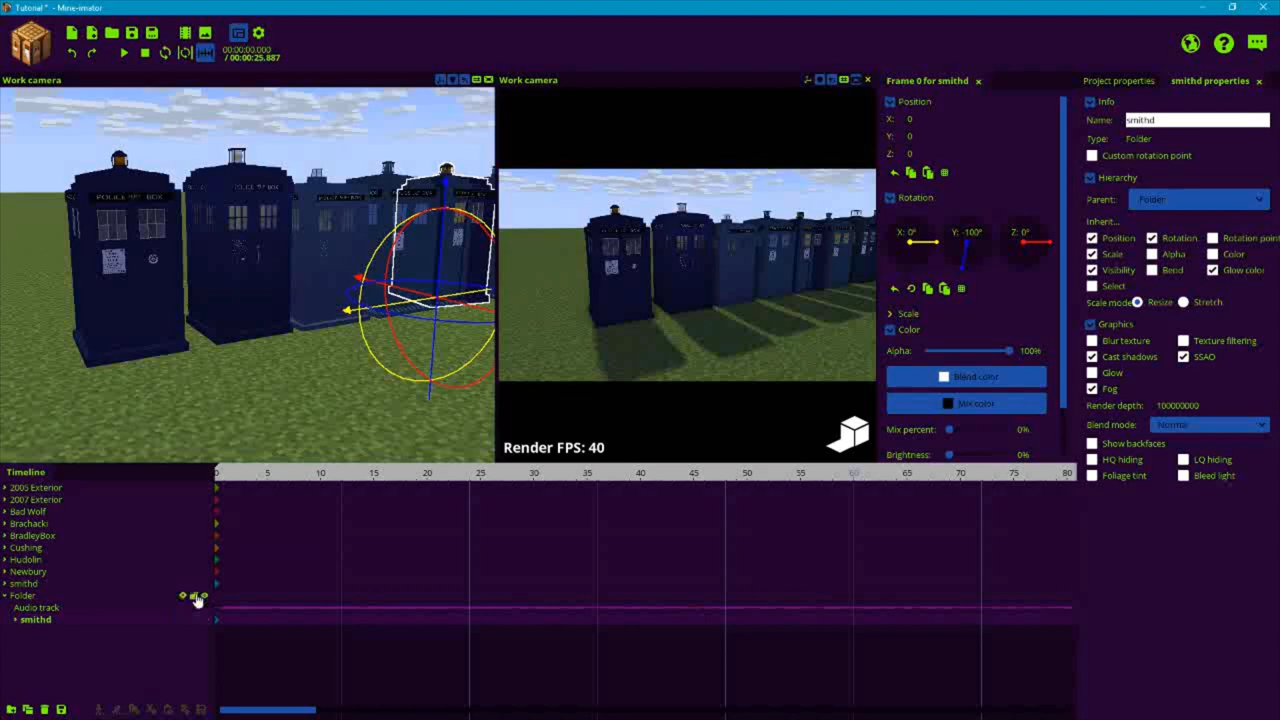 Tutorial * - Mine-imator
00:00:00.000
/ 00:00:25.887
Work camera
Work camera
Frame 0 for smithd
Project properties
smithd properties
Position
X: 0
Y: 0
Z: 0
Rotation
X: 0° Y: -100° Z: 0°
Scale
Color
Alpha: 100%
Blend color
Mix color
Mix percent: 0%
Brightness: 0%
Info
Name: smithd
Type: Folder
Custom rotation point
Hierarchy
Parent: Folder
Inherit...
Position Rotation Rotation point
Scale Alpha Color
Visibility Bend Glow color
Select
Scale mode Resize Stretch
Graphics
Blur texture Texture filtering
Cast shadows SSAO
Glow
Fog
Render depth: 100000000
Blend mode: Normal
Show backfaces
HQ hiding LQ hiding
Foliage tint Bleed light
POLICE BOX
Render FPS: 40
Timeline
0 5 10 15 20 25 30 35 40 45 50 55 60 65 70 75 80
2005 Exterior
2007 Exterior
Bad Wolf
Brachacki
BradleyBox
Cushing
Hudolin
Newbury
smithd
Folder
Audio track
smithd